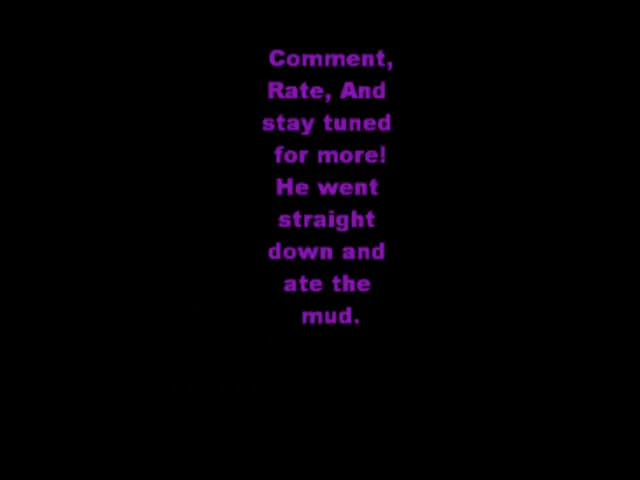 Comment,
Rate, And
stay tuned
for more!
He went
straight
down and
ate the
mud.